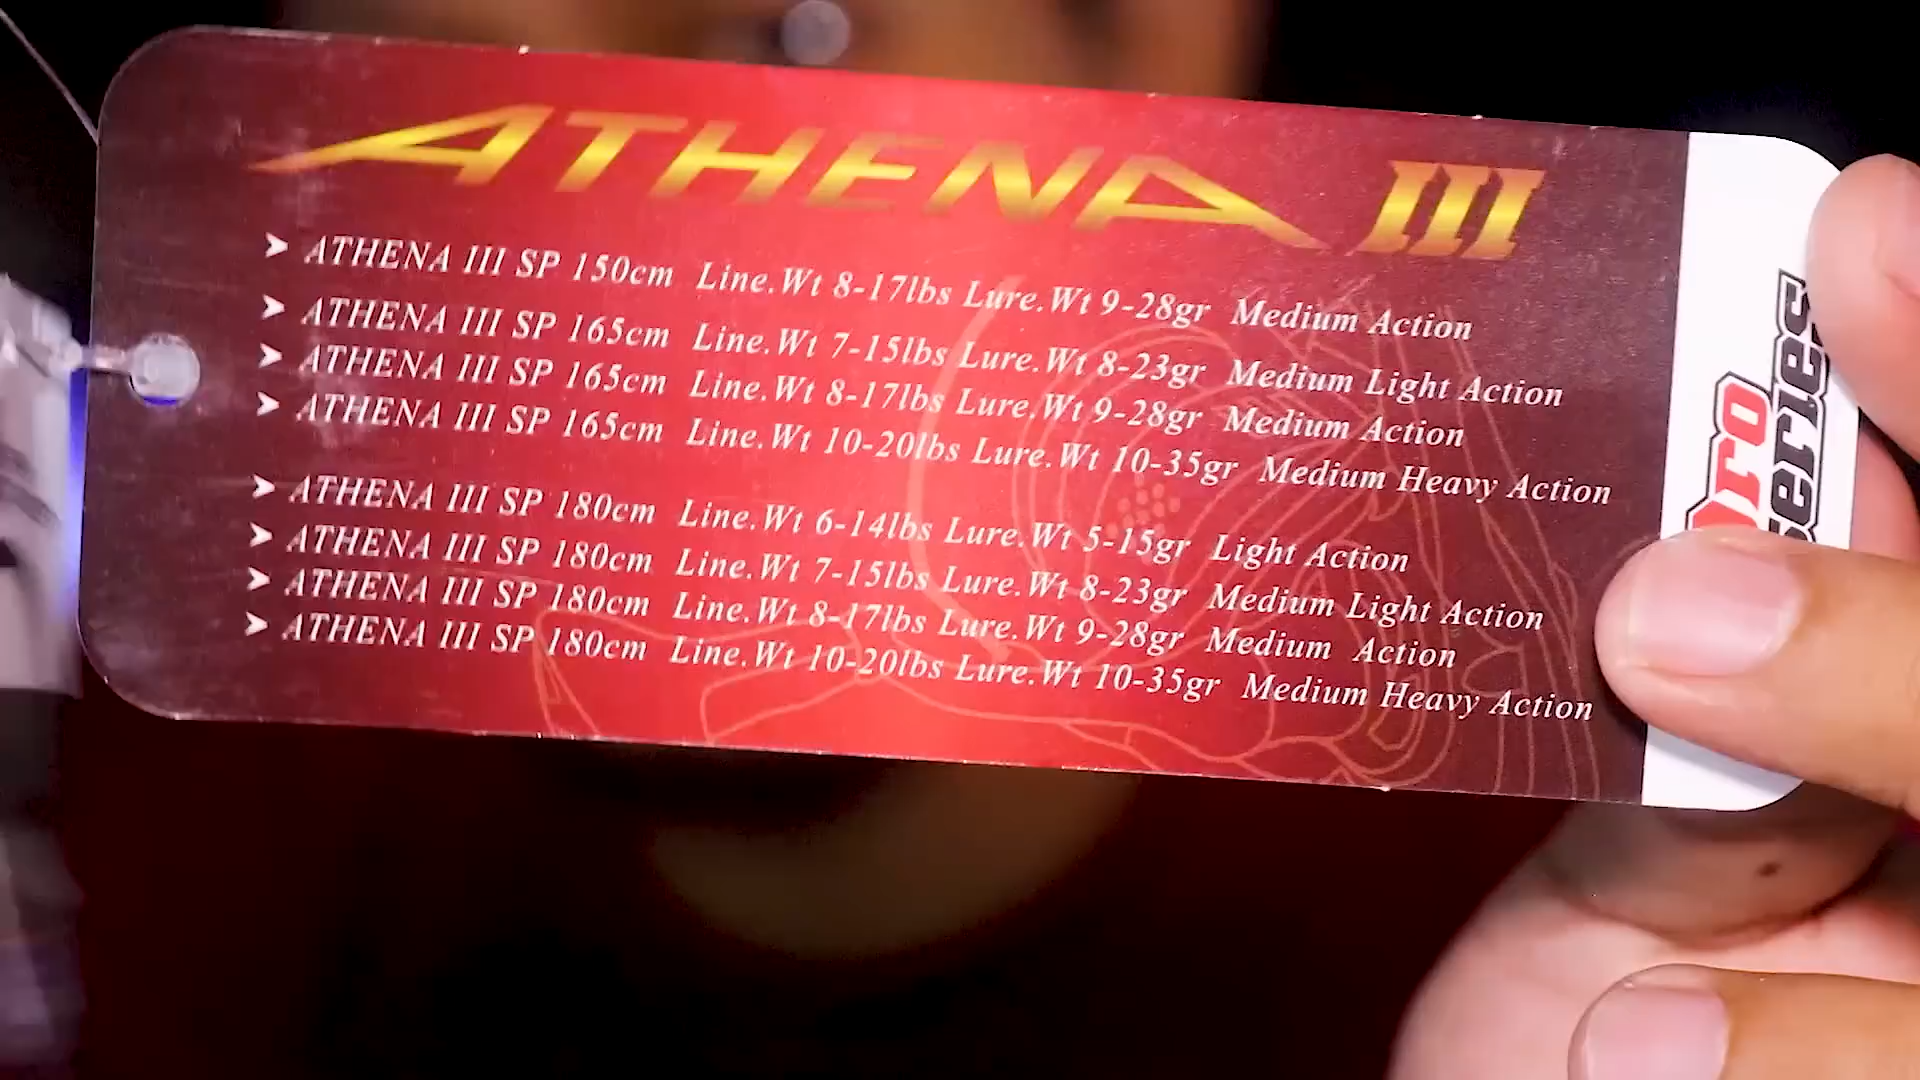 ATHENA III
ATHENA III SP 150cm Line.Wt 8-17lbs Lure.Wt 9-28gr Medium Action
ATHENA III SP 165cm Line.Wt 7-15lbs Lure.Wt 8-23gr Medium Light Action
ATHENA III SP 165cm Line.Wt 8-17lbs Lure.Wt 9-28gr Medium Action
ATHENA III SP 165cm Line.Wt 10-20lbs Lure.Wt 10-35gr Medium Heavy Action
ATHENA III SP 180cm Line.Wt 6-14lbs Lure.Wt 5-15gr Light Action
ATHENA III SP 180cm Line.Wt 7-15lbs Lure.Wt 8-23gr Medium Light Action
ATHENA III SP 180cm Line.Wt 8-17lbs Lure.Wt 9-28gr Medium Action
ATHENA III SP 180cm Line.Wt 10-20lbs Lure.Wt 10-35gr Medium Heavy Action
Pro
series